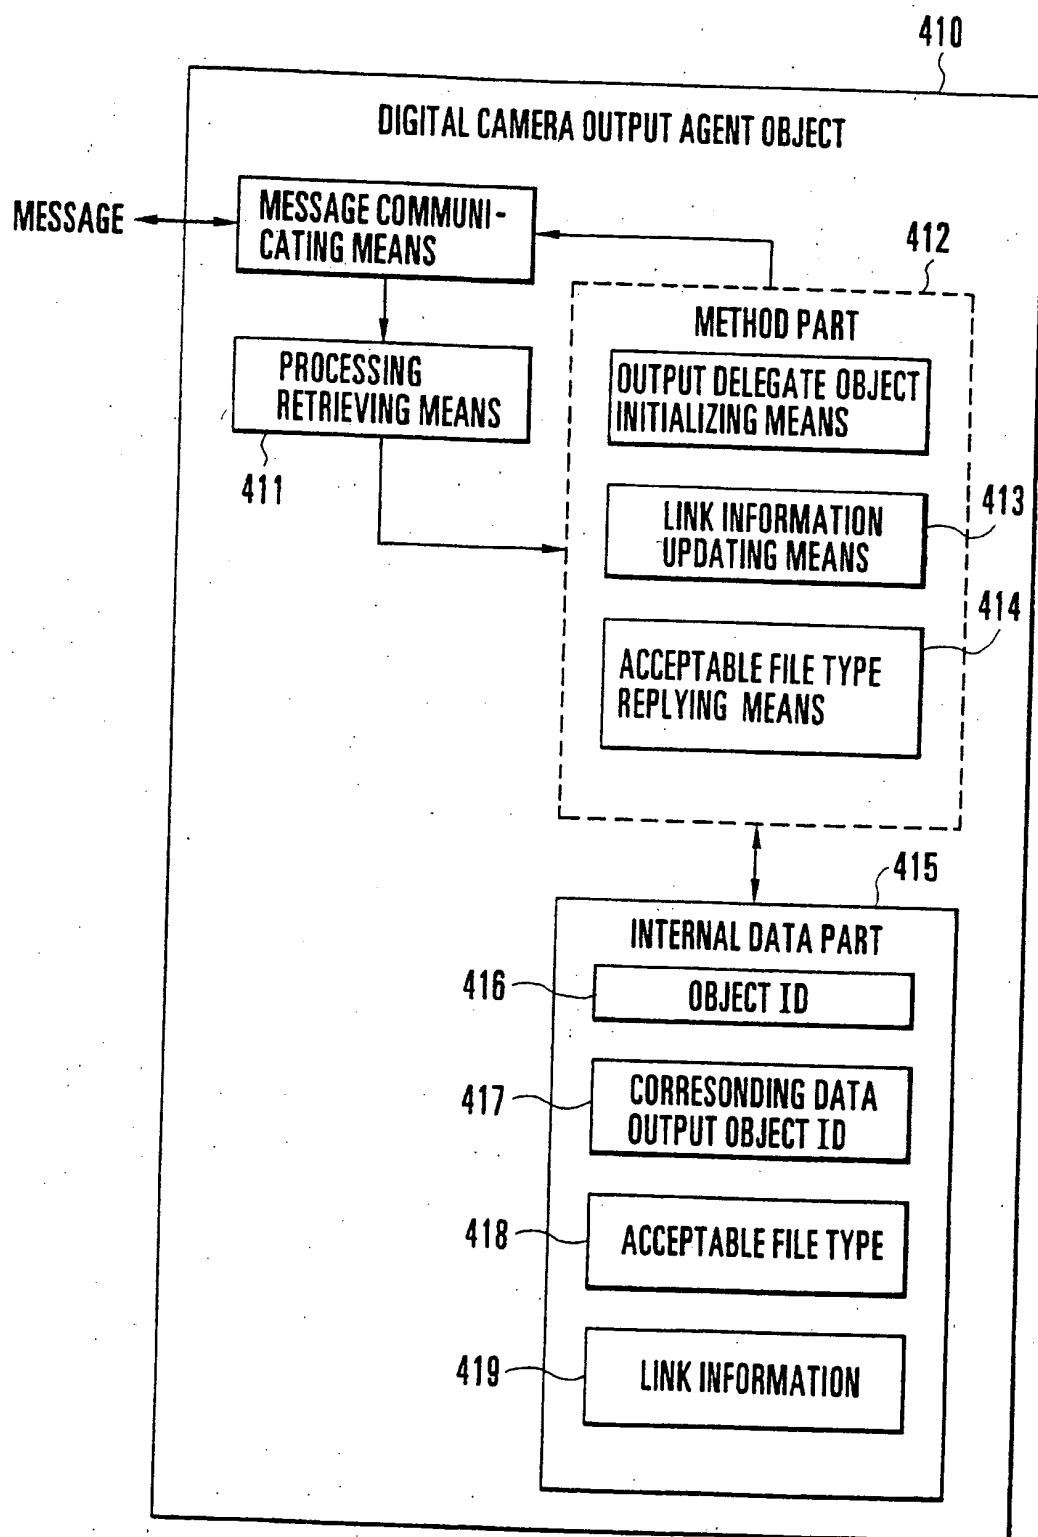 410
DIGITAL CAMERA OUTPUT AGENT OBJECT
MESSAGE
MESSAGE COMMUNI-
CATING MEANS
412
METHOD PART
PROCESSING
RETRIEVING MEANS
411
OUTPUT DELEGATE OBJECT
INITIALIZING MEANS
413
LINK INFORMATION
UPDATING MEANS
414
ACCEPTABLE FILE TYPE
REPLYING MEANS
415
INTERNAL DATA PART
416
OBJECT ID
417
CORRESONDING DATA
OUTPUT OBJECT ID
418
ACCEPTABLE FILE TYPE
419
LINK INFORMATION